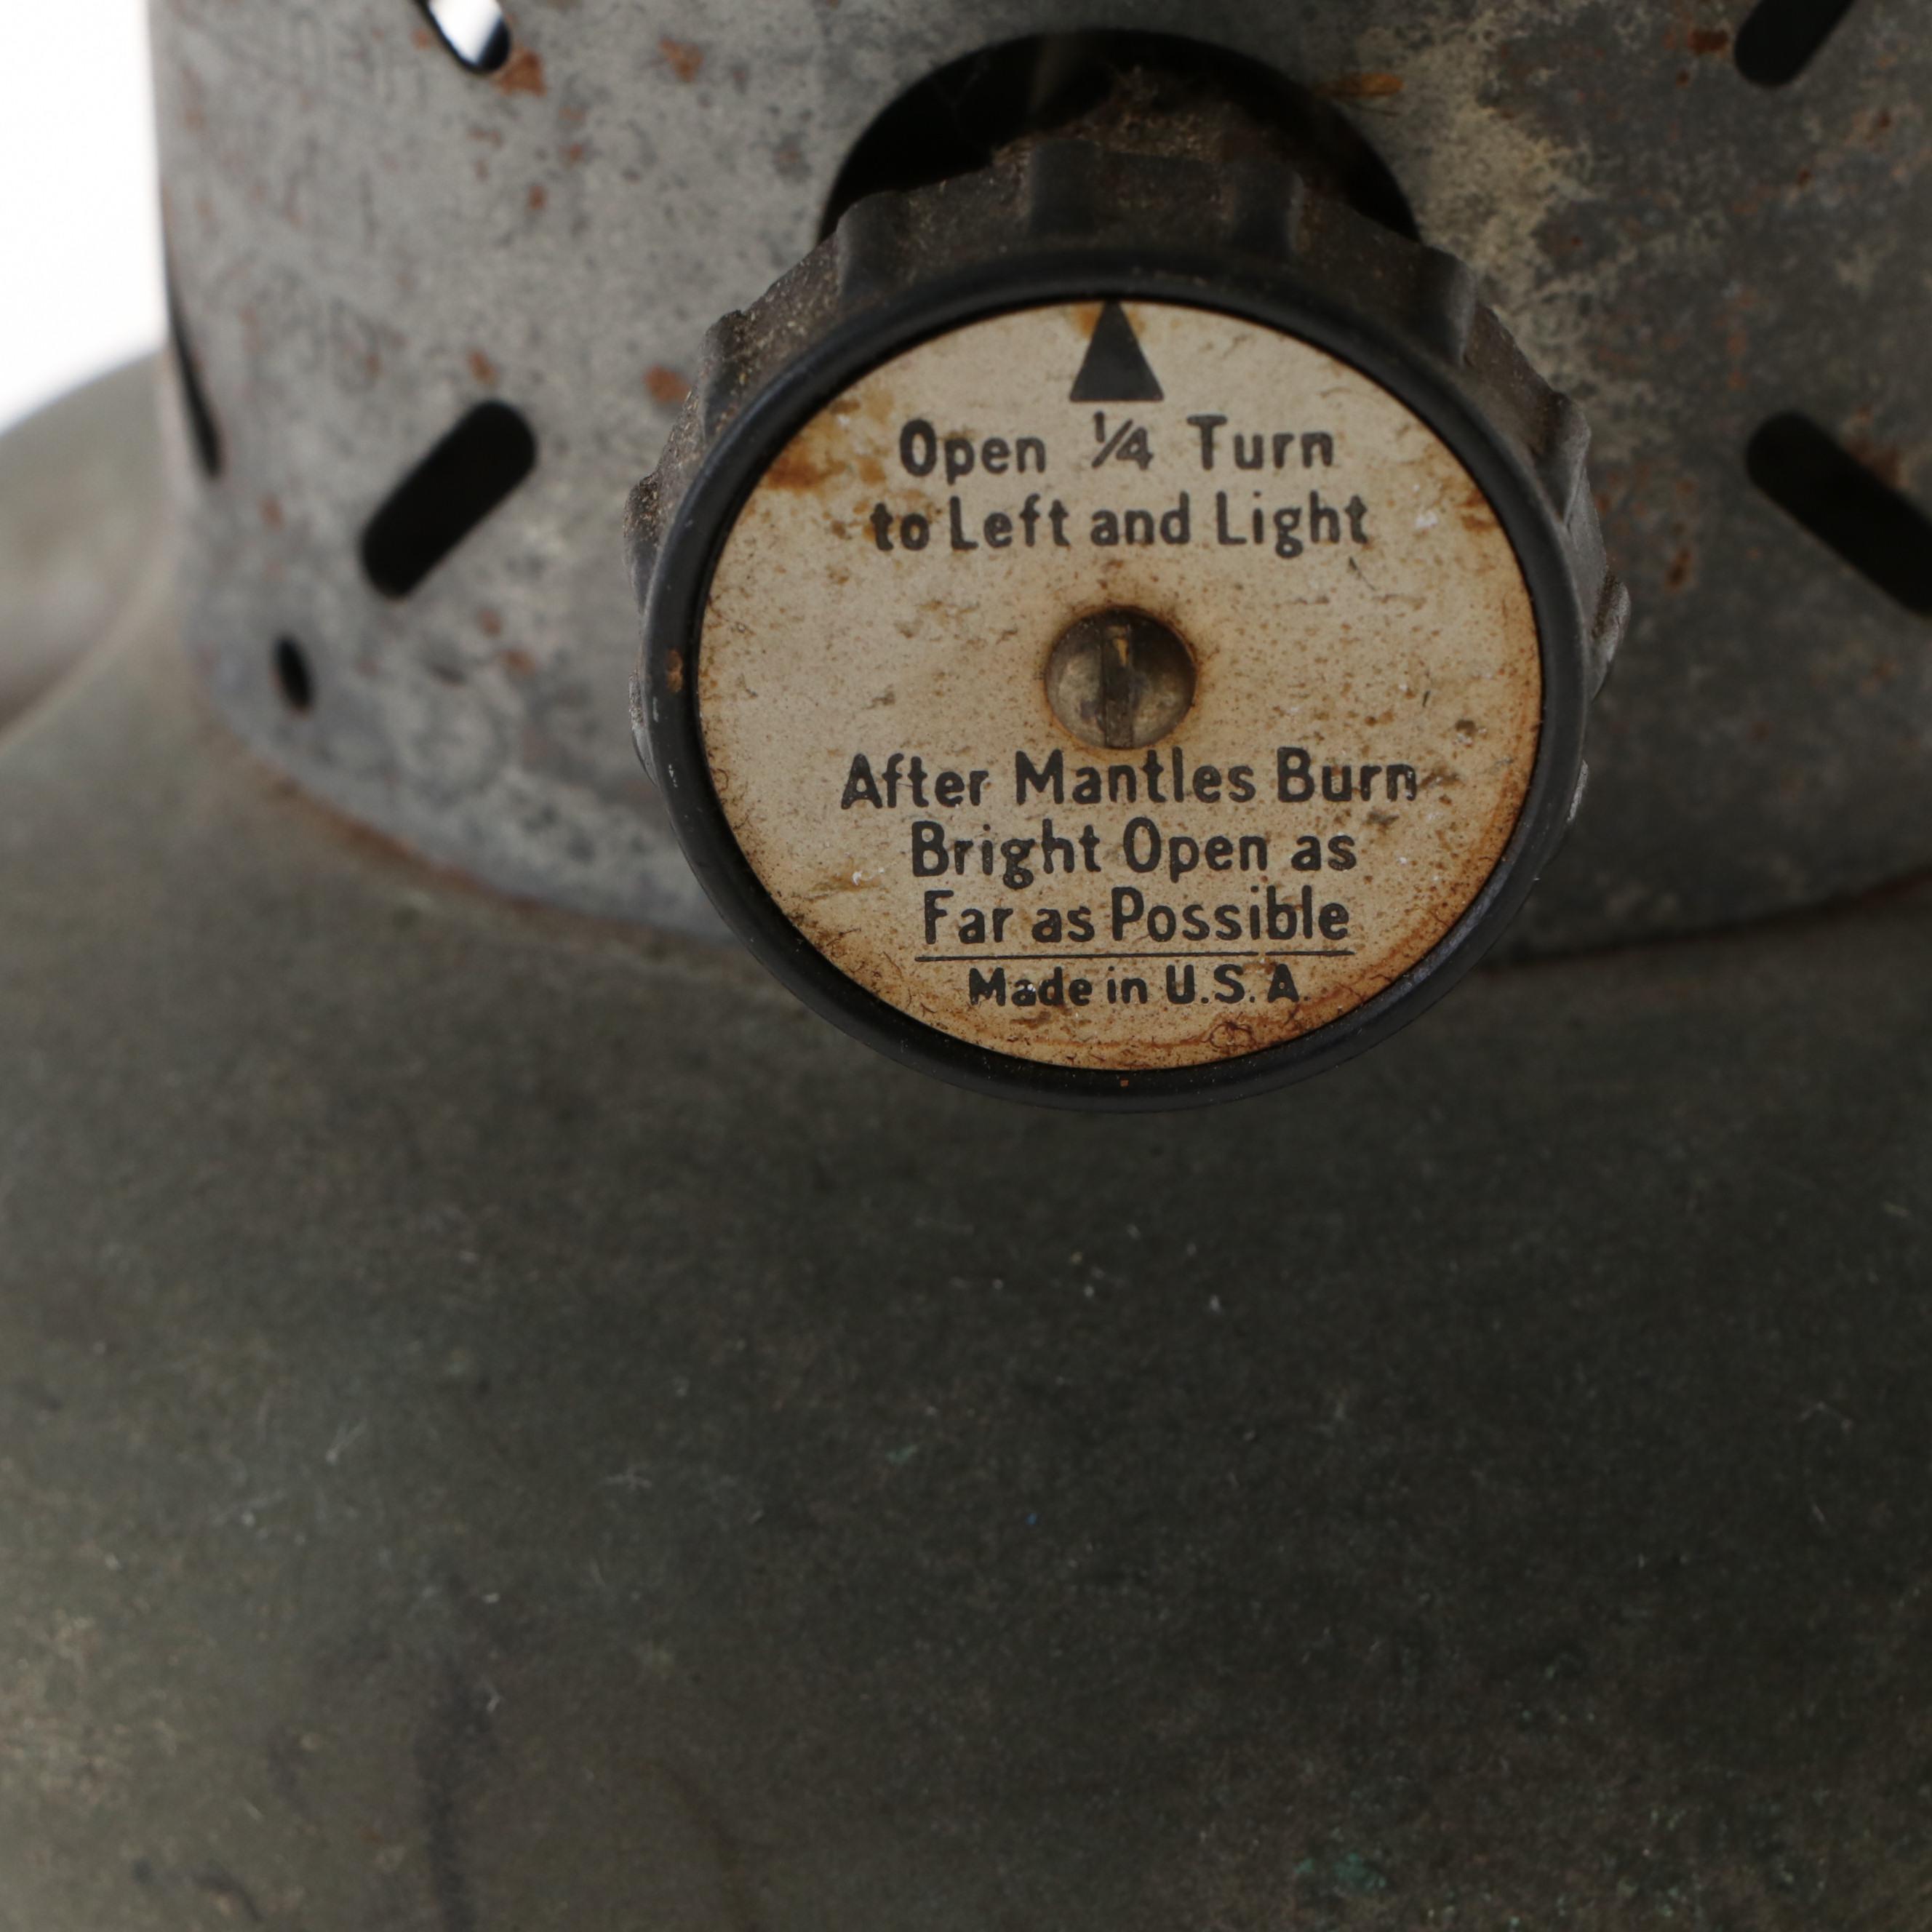 Open 1/4 Turn
to Left and Light
After Mantles Burn
Bright Open as
Far as Possible
Made in U.S.A.